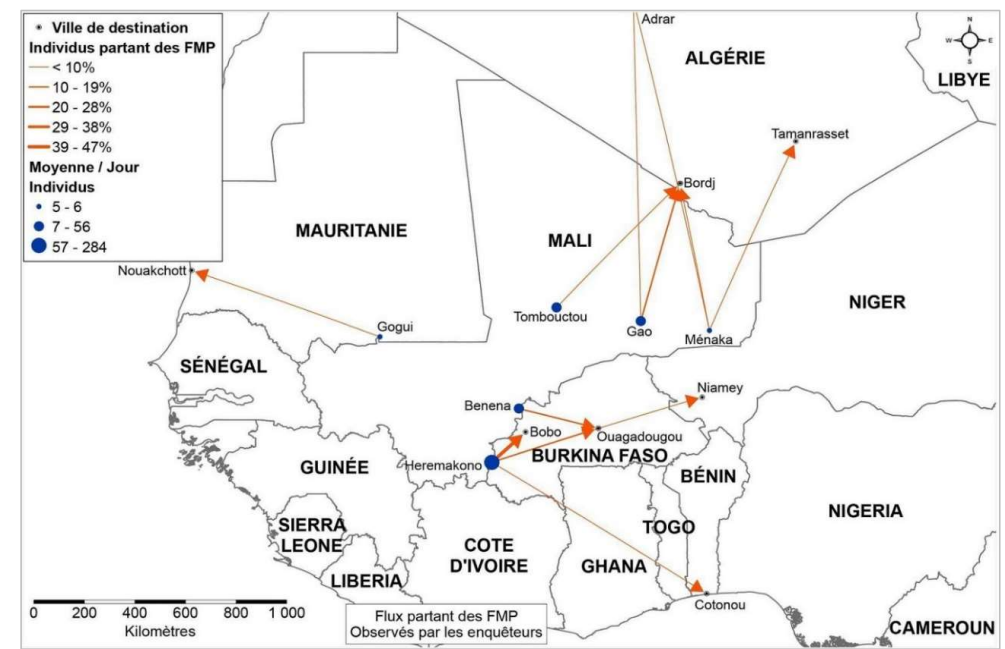 Ville de destination
Individus partant des FMP
< 10%
10 - 19%
20 - 28%
29 - 38%
39 - 47%
Moyenne / Jour
Individus
5 - 6
7 - 56
57 - 284
Adrar
N
W
E
S
ALGÉRIE
LIBYE
Tamanrasset
Bordj
MAURITANIE
MALI
Nouakchott
NIGER
Tombouctou
Gao
Ménaka
Gogui
SÉNÉGAL
Niamey
Benena
Bobo
Ouagadougou
BURKINA FASO
Heremakono
GUINÉE
BÉNIN
NIGERIA
SIERRA
LEONE
TOGO
COTE
D'IVOIRE
GHANA
LIBERIA
Cotonou
CAMEROUN
0 200 400 600 800 1 000
Kilomètres
Flux partant des FMP
Observés par les enquêteurs